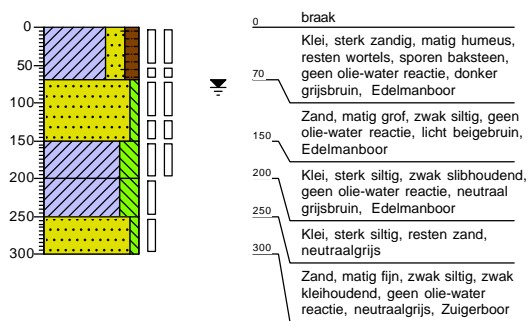 0
50
100
150
200
250
300
0
braak
Klei, sterk zandig, matig humeus,
resten wortels, sporen baksteen,
geen olie-water reactie, donker
grijsbruin, Edelmanboor
70
Zand, matig grof, zwak siltig, geen
olie-water reactie, licht beigebruin,
Edelmanboor
150
Klei, sterk siltig, zwak slibhoudend,
geen olie-water reactie, neutraal
grijsbruin, Edelmanboor
200
Klei, sterk siltig, resten zand,
neutraalgrijs
250
Zand, matig fijn, zwak siltig, zwak
kleihoudend, geen olie-water
reactie, neutraalgrijs, Zuigerboor
300